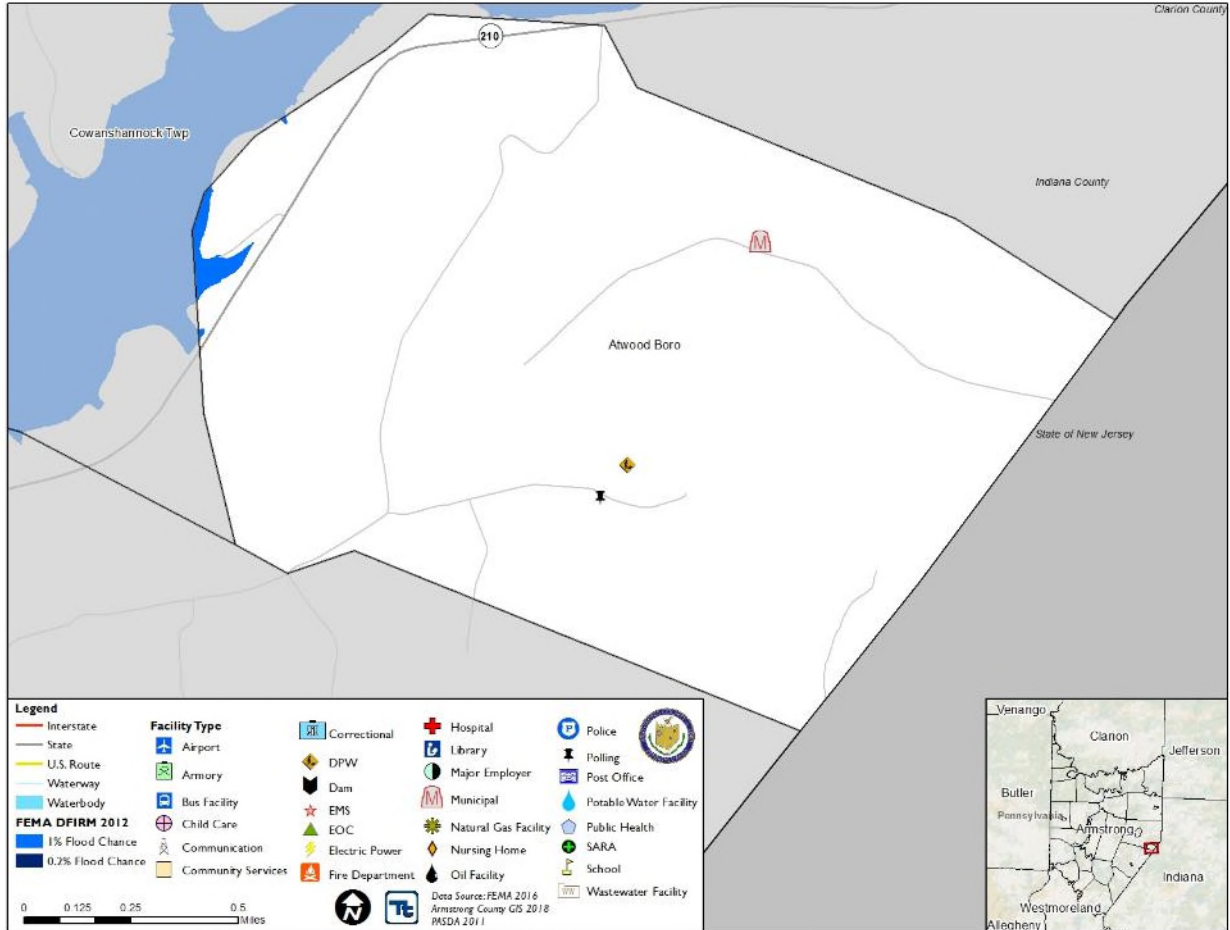 Clarion County
210
Cowanshannock Twp
Indiana County
M
Atwood Boro
State of New Jersey
Legend
Interstate
State
U.S. Route
Waterway
Waterbody
FEMA DFIRM 2012
1% Flood Chance
0.2% Flood Chance
Facility Type
Airport
Armory
Bus Facility
Child Care
Communication
Community Services
Correctional
DPW
Dam
EMS
EOC
Electric Power
Fire Department
Hospital
Library
Major Employer
M Municipal
Natural Gas Facility
Nursing Home
Oil Facility
P Police
Polling
Post Office
Potable Water Facility
Public Health
SARA
School
WW Wastewater Facility
0 0.125 0.25 0.5
Miles
N
Tt
Data Source: FEMA 2016
Armstrong County GIS 2018
PASDA 2011
Venango
Clarion
Jefferson
Butler
Pennsylvania
Armstrong
Indiana
Westmoreland
Allegheny